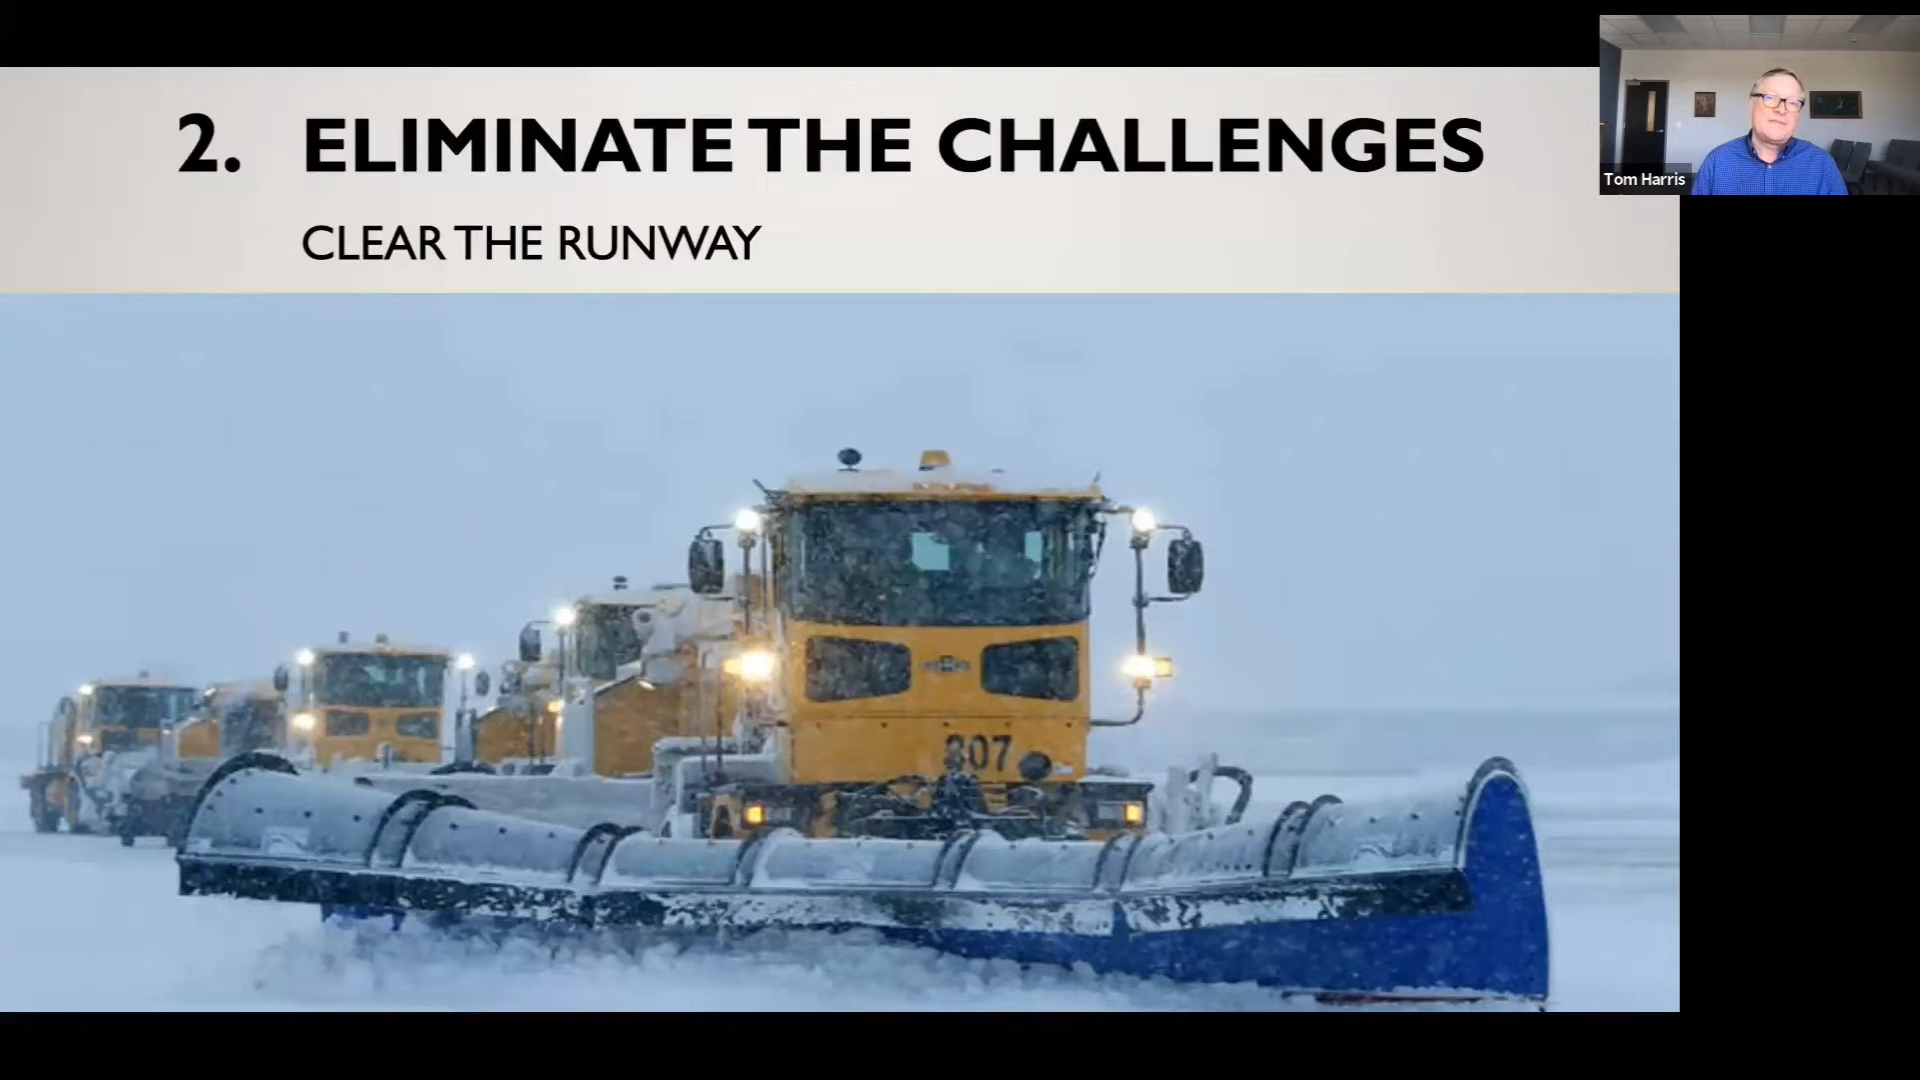 2. ELIMINATE THE CHALLENGES
CLEAR THE RUNWAY
Tom Harris
307